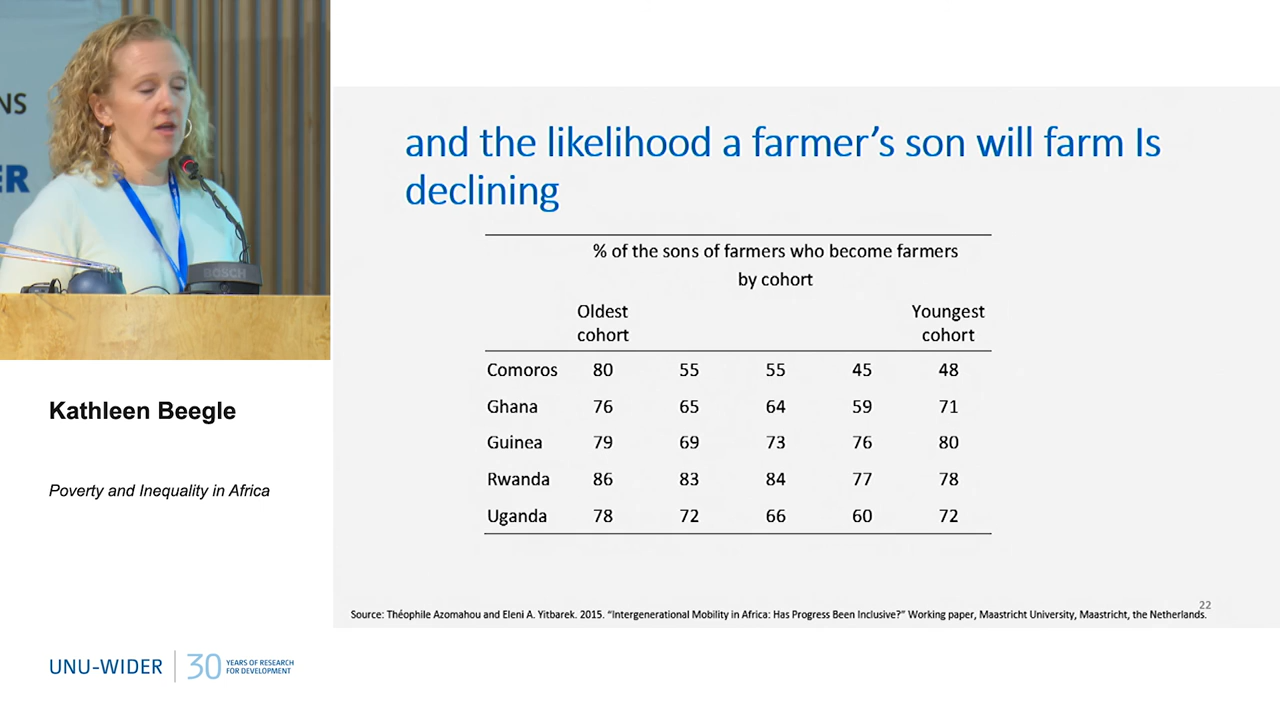 NS
ER
BOSCH
Kathleen Beegle
Poverty and Inequality in Africa
UNU-WIDER
30 YEARS OF RESEARCH
FOR DEVELOPMENT
and the likelihood a farmer's son will farm Is
declining
% of the sons of farmers who become farmers
by cohort
Oldest Youngest
cohort cohort
Comoros 80 55 55 45 48
Ghana 76 65 64 59 71
Guinea 79 69 73 76 80
Rwanda 86 83 84 77 78
Uganda 78 72 66 60 72
22
Source: Théophile Azomahou and Eleni A. Yitbarek. 2015. “Intergenerational Mobility in Africa: Has Progress Been Inclusive?” Working paper, Maastricht University, Maastricht, the Netherlands.